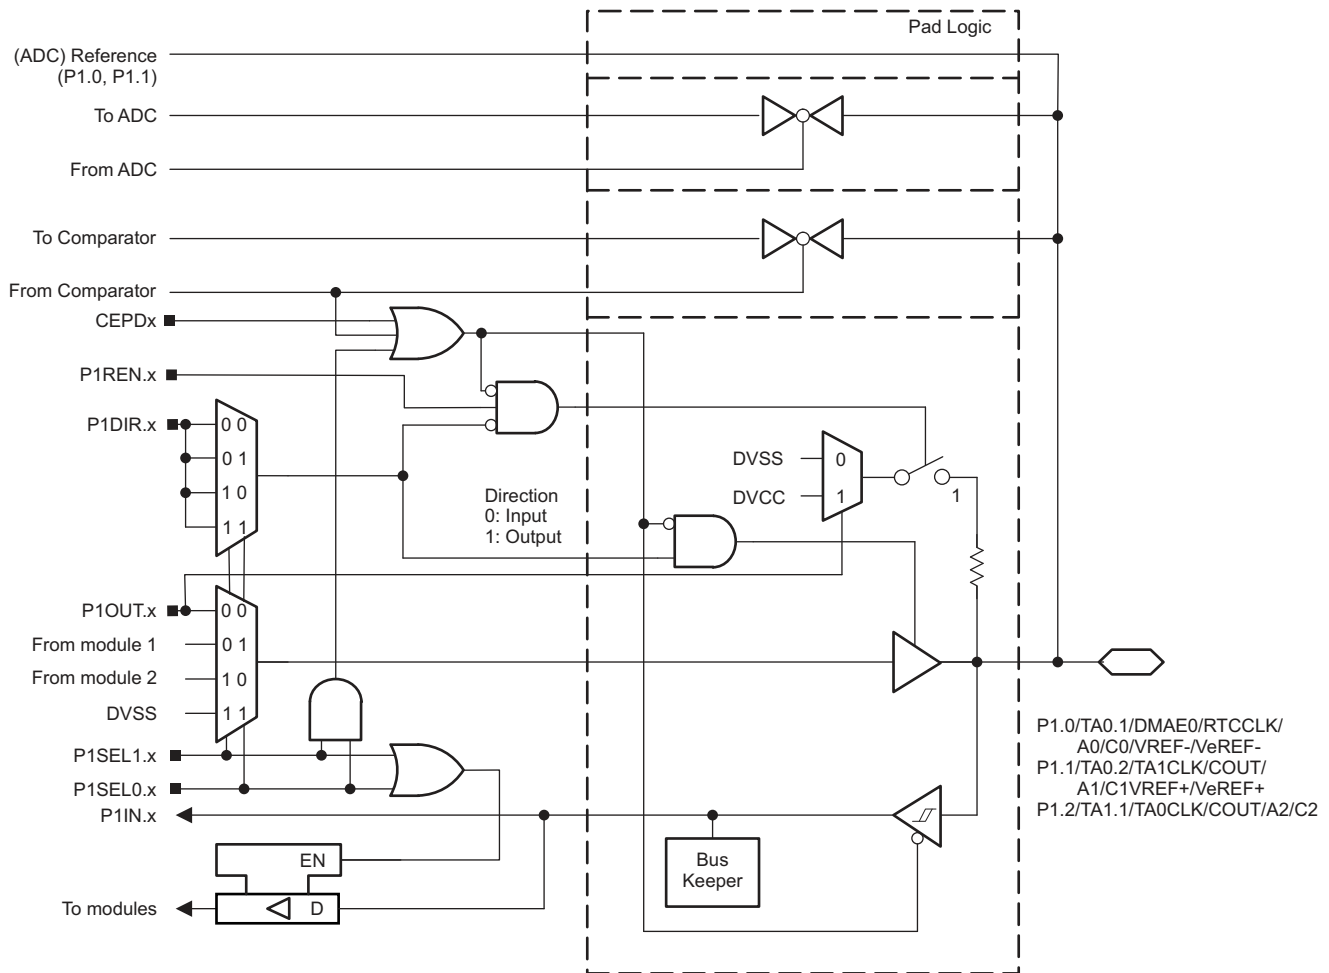 Pad Logic
(ADC) Reference
(P1.0, P1.1)
To ADC
From ADC
To Comparator
From Comparator
CEPDx
P1REN.x
P1DIR.x
0 0
0 1
1 0
1 1
Direction
0: Input
1: Output
DVSS
DVCC
0
1
1
P1OUT.x
From module 1
From module 2
DVSS
0 0
0 1
1 0
1 1
P1SEL1.x
P1SEL0.x
P1IN.x
EN
D
To modules
Bus
Keeper
P1.0/TA0.1/DMAE0/RTCCLK/
A0/C0/VREF-/VeREF-
P1.1/TA0.2/TA1CLK/COUT/
A1/C1VREF+/VeREF+
P1.2/TA1.1/TA0CLK/COUT/A2/C2